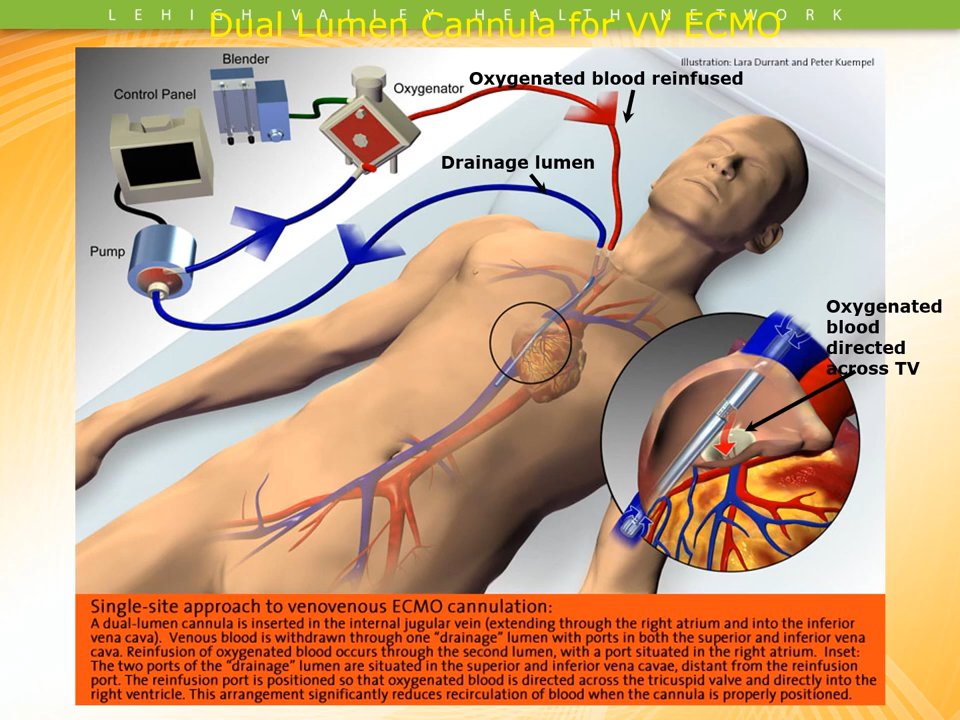 LEHIGH VALLEY HEALTH NETWORK
Dual Lumen Cannula for VV ECMO
Illustration: Lara Durrant and Peter Kuempel
Blender
Oxygenated blood reinfused
Oxygenator
Control Panel
Drainage lumen
Pump
Oxygenated
blood
directed
across TV
Single-site approach to venovenous ECMO cannulation:
A dual-lumen cannula is inserted in the internal jugular vein (extending through the right atrium and into the inferior
vena cava). Venous blood is withdrawn through one “drainage” lumen with ports in both the superior and inferior vena
cava. Reinfusion of oxygenated blood occurs through the second lumen, with a port situated in the right atrium. Inset:
The two ports of the “drainage” lumen are situated in the superior and inferior vena cavae, distant from the reinfusion
port. The reinfusion port is positioned so that oxygenated blood is directed across the tricuspid valve and directly into the
right ventricle. This arrangement significantly reduces recirculation of blood when the cannula is properly positioned.